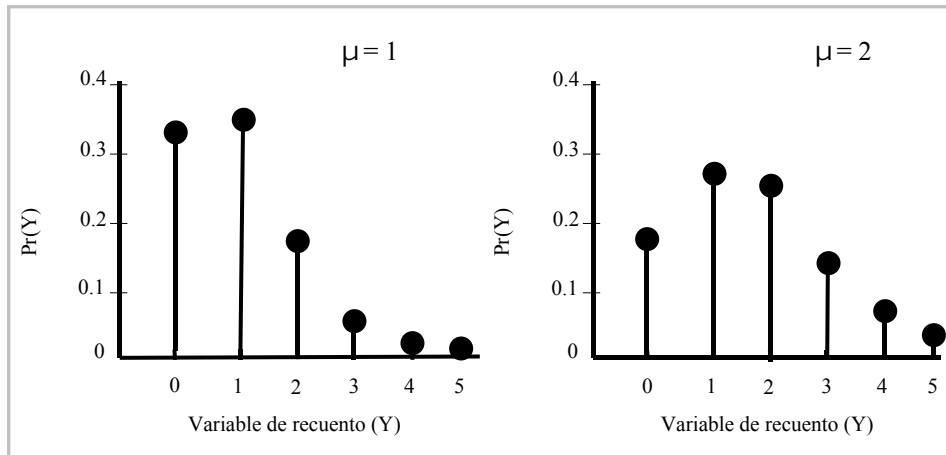 μ = 1
0.4
0.3
0.2
0.1
0
Pr(Y)
0 1 2 3 4 5
Variable de recuento (Y)
μ = 2
0.4
0.3
0.2
0.1
0
Pr(Y)
0 1 2 3 4 5
Variable de recuento (Y)